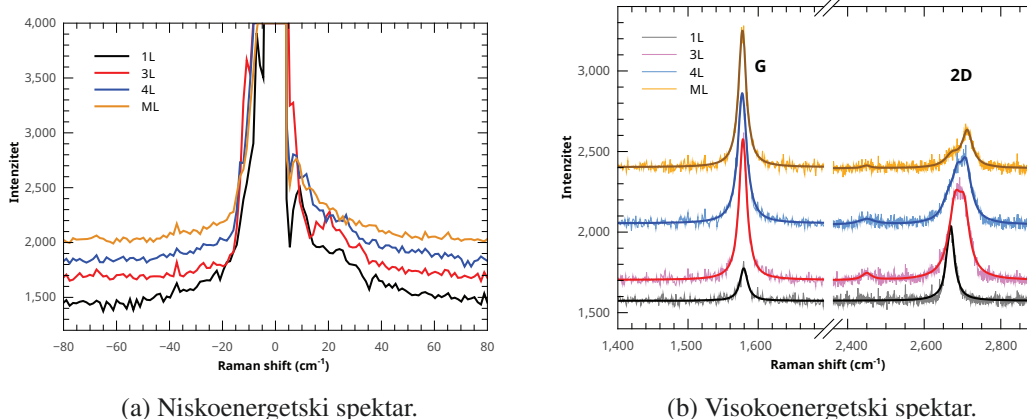 4,000
3,500
3,000
2,500
2,000
1,500
Intenzitet
1L
3L
4L
ML
−80 −60 −40 −20 0 20 40 60 80
Raman shift (cm⁻¹)
(a) Niskoenergetski spektar.
3,000
2,500
2,000
1,500
Intenzitet
1L
3L
4L
ML
G
2D
1,400 1,500 1,600 2,400 2,600 2,800
Raman shift (cm⁻¹)
(b) Visokoenergetski spektar.